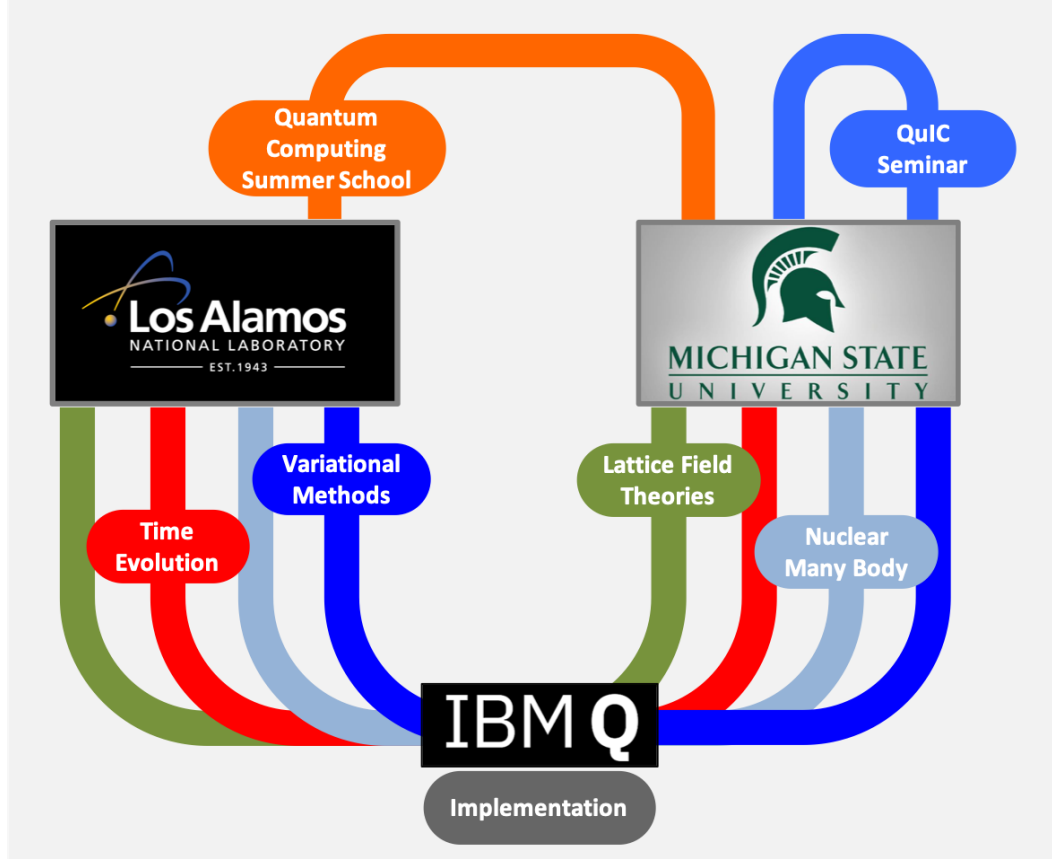 Quantum
Computing
Summer School
QuIC
Seminar
Los Alamos
NATIONAL LABORATORY
EST.1943
MICHIGAN STATE
UNIVERSITY
Variational
Methods
Lattice Field
Theories
Time
Evolution
Nuclear
Many Body
IBM Q
Implementation